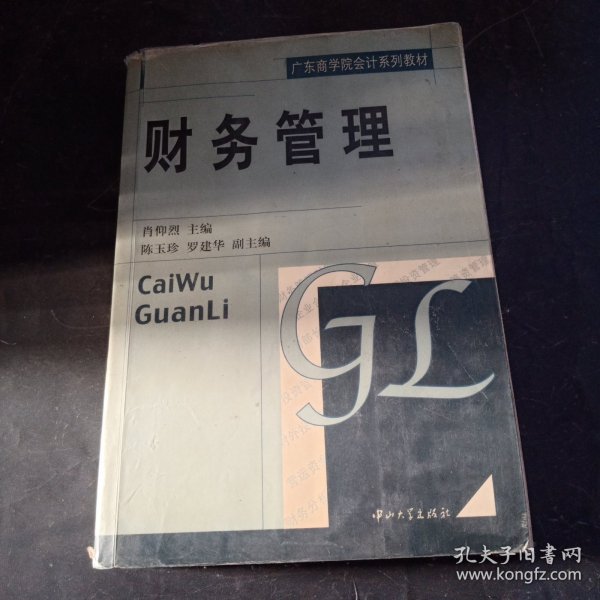 广东商学院会计系列教材
财务管理
肖仰烈 主编
陈玉珍 罗建华 副主编
CaiWu
GuanLi
GL
中山大学出版社
孔夫子旧书网
www.kongfz.com